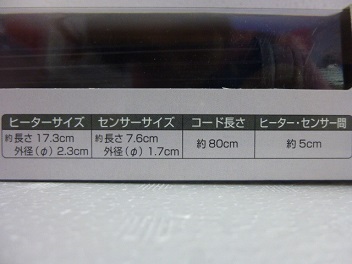 ヒーターサイズ センサーサイズ コード長さ ヒーター・センサー間
約長さ 17.3cm 約長さ 7.6cm 約 80cm 約 5cm
外径(φ) 2.3cm 外径(φ) 1.7cm